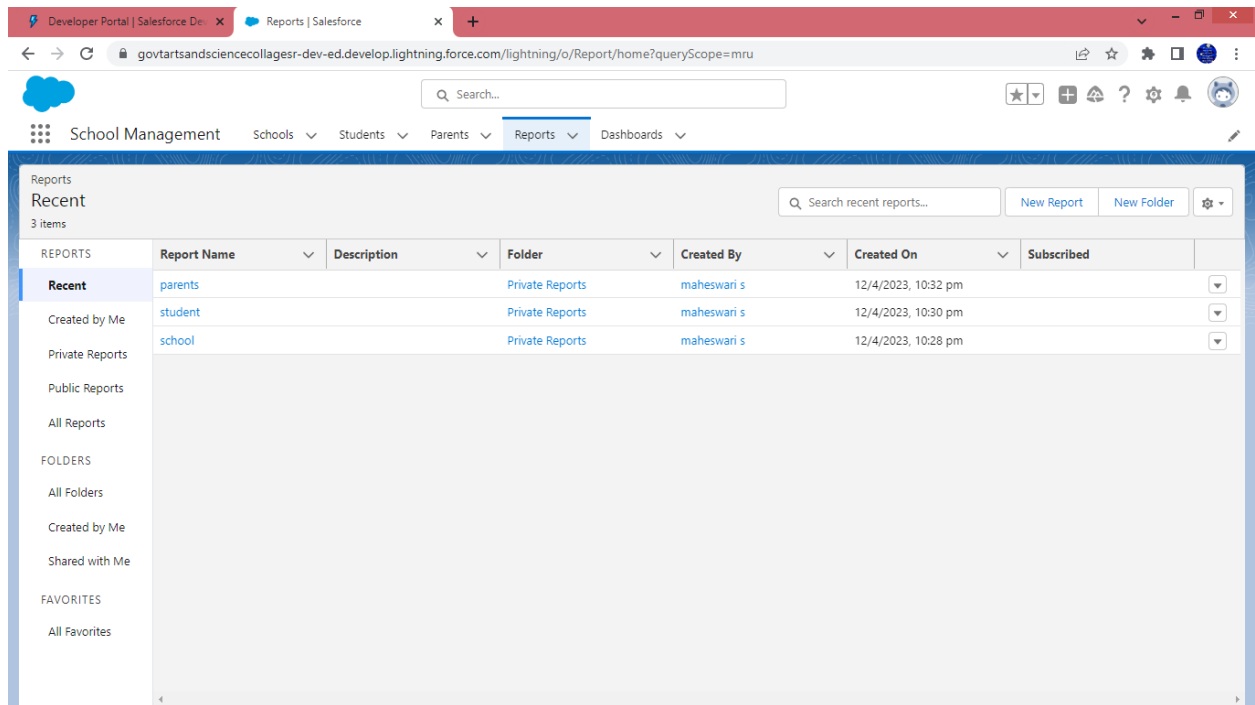 Developer Portal | Salesforce De
Reports | Salesforce
govtartsandsciencecollagesr-dev-ed.develop.lightning.force.com/lightning/o/Report/home?queryScope=mru
Search...
School Management Schools Students Parents Reports Dashboards
Reports
Recent
3 items
Search recent reports...
New Report New Folder
REPORTS Report Name Description Folder Created By Created On Subscribed
Recent parents Private Reports maheswari s 12/4/2023, 10:32 pm
Created by Me student Private Reports maheswari s 12/4/2023, 10:30 pm
Private Reports school Private Reports maheswari s 12/4/2023, 10:28 pm
Public Reports
All Reports
FOLDERS
All Folders
Created by Me
Shared with Me
FAVORITES
All Favorites